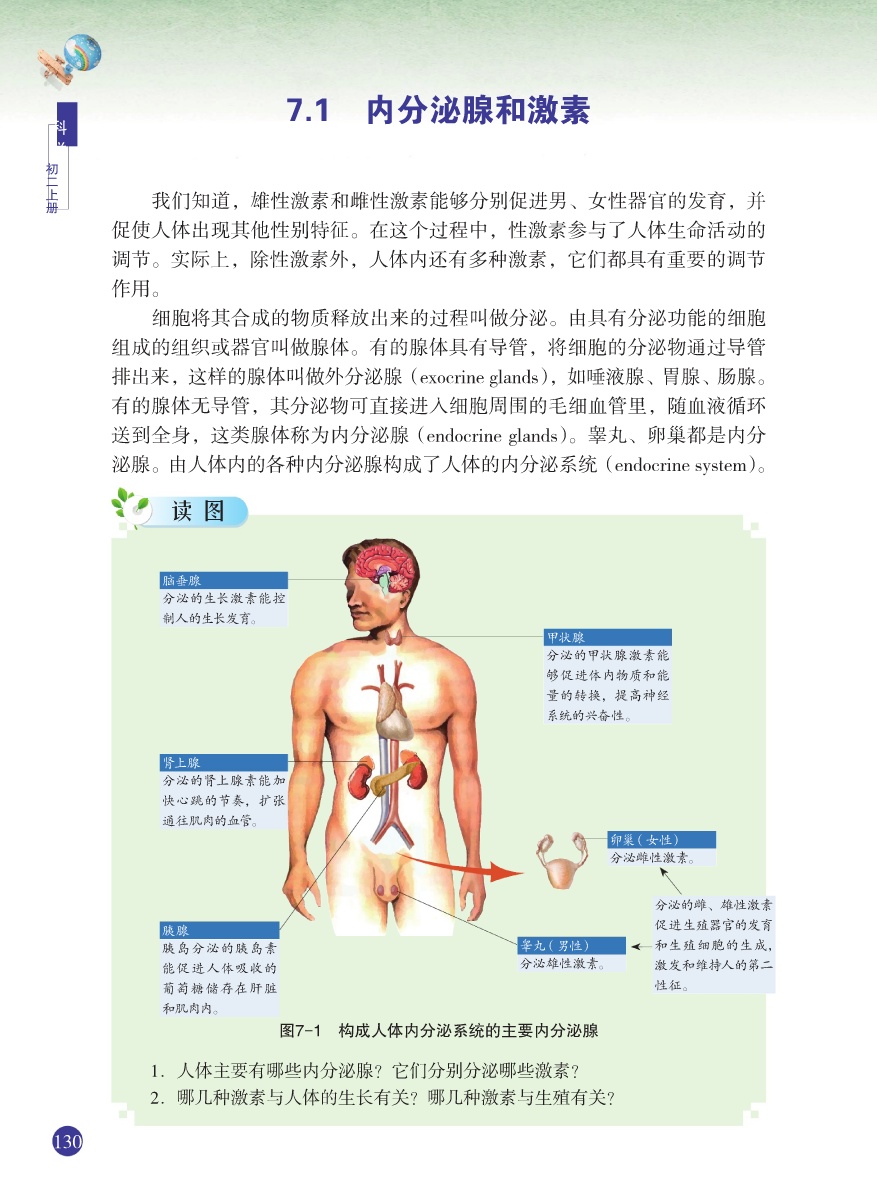 科
初二上册
7.1 内分泌腺和激素
我们知道，雄性激素和雌性激素能够分别促进男、女性器官的发育，并
促使人体出现其他性别特征。在这个过程中，性激素参与了人体生命活动的
调节。实际上，除性激素外，人体内还有多种激素，它们都具有重要的调节
作用。
细胞将其合成的物质释放出来的过程叫做分泌。由具有分泌功能的细胞
组成的组织或器官叫做腺体。有的腺体具有导管，将细胞的分泌物通过导管
排出来，这样的腺体叫做外分泌腺（exocrine glands），如唾液腺、胃腺、肠腺。
有的腺体无导管，其分泌物可直接进入细胞周围的毛细血管里，随血液循环
送到全身，这类腺体称为内分泌腺（endocrine glands）。睾丸、卵巢都是内分
泌腺。由人体内的各种内分泌腺构成了人体的内分泌系统（endocrine system）。
读 图
脑垂腺
分泌的生长激素能控
制人的生长发育。
甲状腺
分泌的甲状腺激素能
够促进体内物质和能
量的转换，提高神经
系统的兴奋性。
肾上腺
分泌的肾上腺素能加
快心跳的节奏，扩张
通往肌肉的血管。
卵巢（女性）
分泌雌性激素。
分泌的雌、雄性激素
促进生殖器官的发育
和生殖细胞的生成，
激发和维持人的第二
性征。
胰腺
胰岛分泌的胰岛素
能促进人体吸收的
葡萄糖储存在肝脏
和肌肉内。
睾丸（男性）
分泌雄性激素。
图7-1 构成人体内分泌系统的主要内分泌腺
1．人体主要有哪些内分泌腺？它们分别分泌哪些激素？
2．哪几种激素与人体的生长有关？哪几种激素与生殖有关？
130